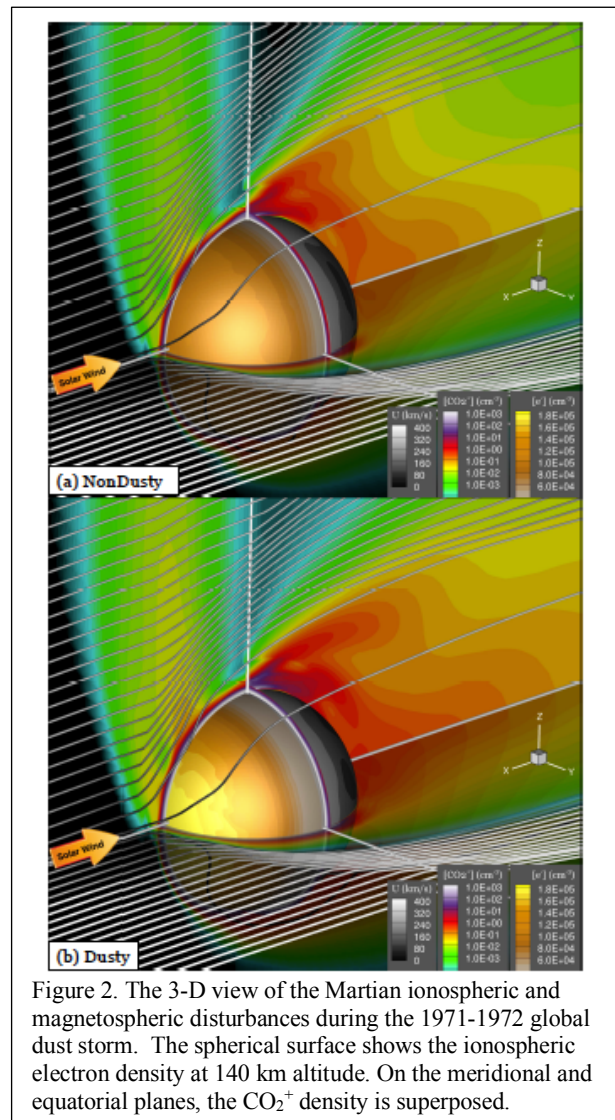 Z
X
Y
Solar Wind
U (km/s)
400
320
240
160
80
0
[CO₂⁺] (cm⁻³)
1.0E+03
1.0E+02
1.0E+01
1.0E+00
1.0E-01
1.0E-02
1.0E-03
[e⁻] (cm⁻³)
1.8E+05
1.6E+05
1.4E+05
1.2E+05
1.0E+05
8.0E+04
6.0E+04
(a) NonDusty
Z
X
Y
Solar Wind
U (km/s)
400
320
240
160
80
0
[CO₂⁺] (cm⁻³)
1.0E+03
1.0E+02
1.0E+01
1.0E+00
1.0E-01
1.0E-02
1.0E-03
[e⁻] (cm⁻³)
1.8E+05
1.6E+05
1.4E+05
1.2E+05
1.0E+05
8.0E+04
6.0E+04
(b) Dusty
Figure 2. The 3-D view of the Martian ionospheric and
magnetospheric disturbances during the 1971-1972 global
dust storm.  The spherical surface shows the ionospheric
electron density at 140 km altitude. On the meridional and
equatorial planes, the CO₂⁺ density is superposed.